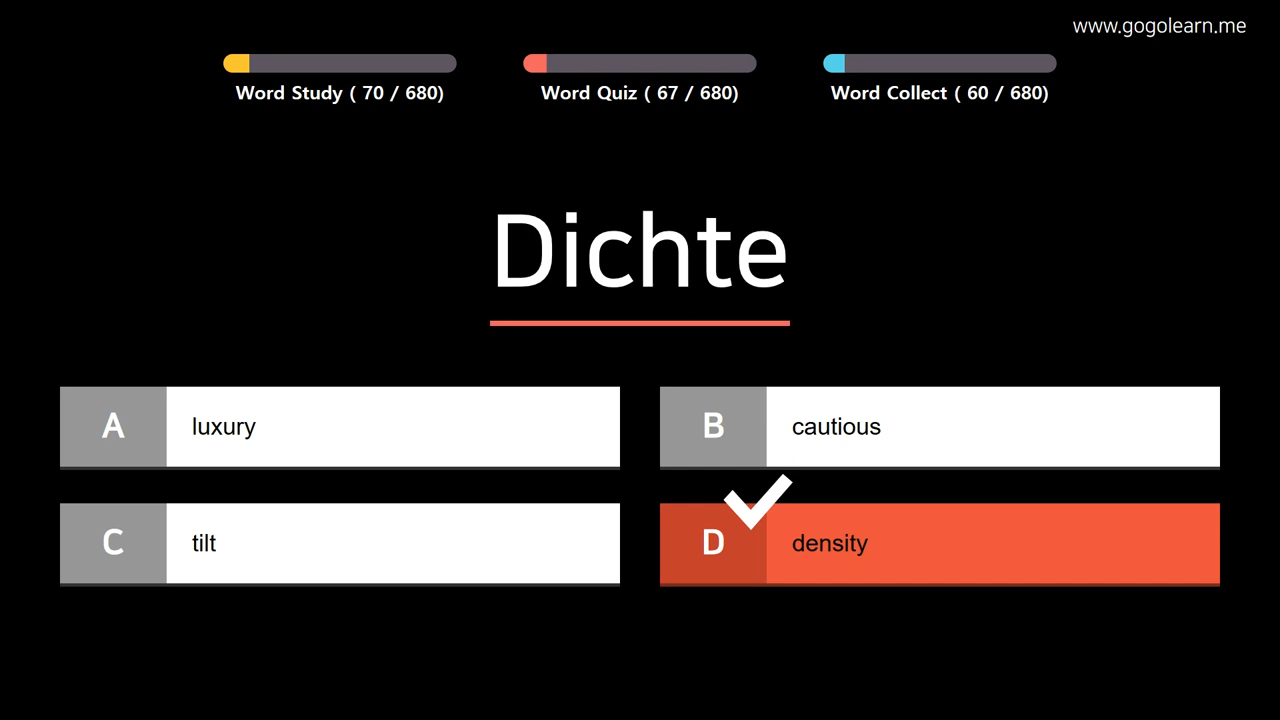 www.gogolearn.me
Word Study ( 70 / 680)
Word Quiz ( 67 / 680)
Word Collect ( 60 / 680)
Dichte
A luxury
B cautious
C tilt
D density